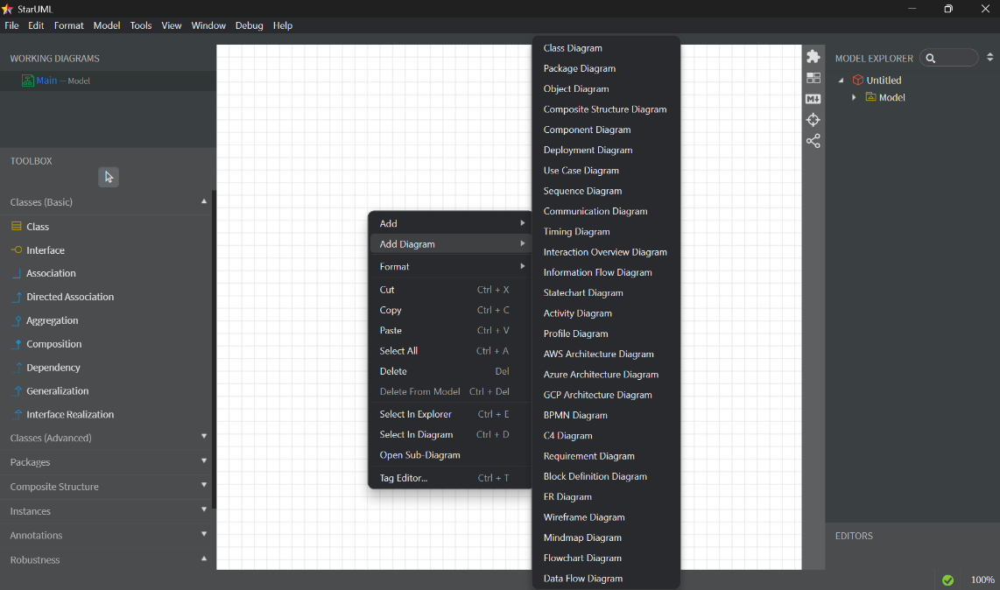 StarUML
File Edit Format Model Tools View Window Debug Help
WORKING DIAGRAMS
Main — Model
TOOLBOX
Classes (Basic)
Class
Interface
Association
Directed Association
Aggregation
Composition
Dependency
Generalization
Interface Realization
Classes (Advanced)
Packages
Composite Structure
Instances
Annotations
Robustness
Add
Add Diagram
Format
Cut Ctrl + X
Copy Ctrl + C
Paste Ctrl + V
Select All Ctrl + A
Delete Del
Delete From Model Ctrl + Del
Select In Explorer Ctrl + E
Select In Diagram Ctrl + D
Open Sub-Diagram
Tag Editor... Ctrl + T
Class Diagram
Package Diagram
Object Diagram
Composite Structure Diagram
Component Diagram
Deployment Diagram
Use Case Diagram
Sequence Diagram
Communication Diagram
Timing Diagram
Interaction Overview Diagram
Information Flow Diagram
Statechart Diagram
Activity Diagram
Profile Diagram
AWS Architecture Diagram
Azure Architecture Diagram
GCP Architecture Diagram
BPMN Diagram
C4 Diagram
Requirement Diagram
Block Definition Diagram
ER Diagram
Wireframe Diagram
Mindmap Diagram
Flowchart Diagram
Data Flow Diagram
M
MODEL EXPLORER
Untitled
Model
EDITORS
100%